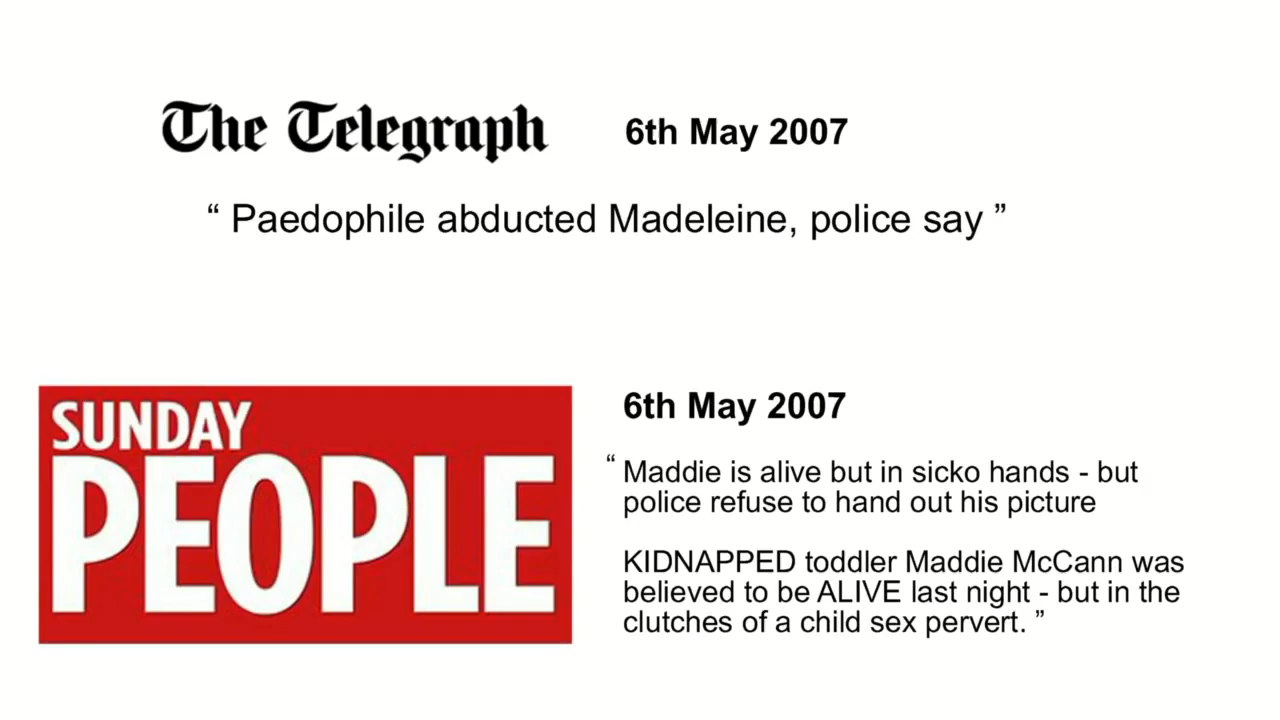 The Telegraph 6th May 2007
“ Paedophile abducted Madeleine, police say ”
SUNDAY
PEOPLE
6th May 2007
“ Maddie is alive but in sicko hands - but
police refuse to hand out his picture
KIDNAPPED toddler Maddie McCann was
believed to be ALIVE last night - but in the
clutches of a child sex pervert. ”